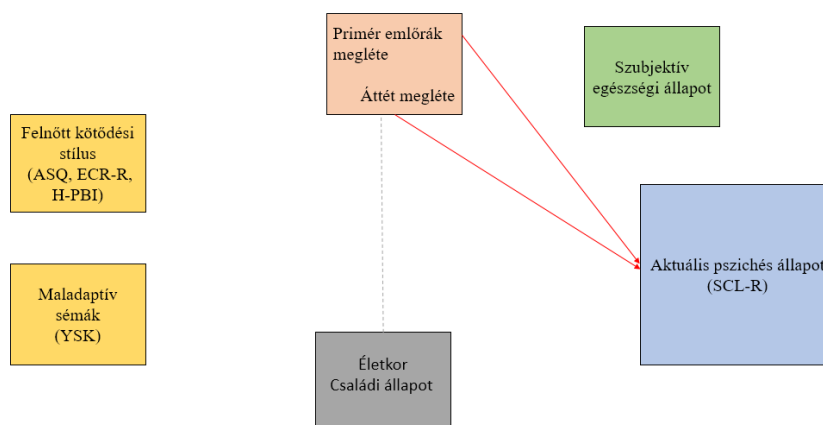 Primér emlőrák
megléte
Áttét megléte
Szubjektív
egészségi állapot
Felnőtt kötődési
stílus
(ASQ, ECR-R,
H-PBI)
Aktuális pszichés állapot
(SCL-R)
Maladaptív
sémák
(YSK)
Életkor
Családi állapot